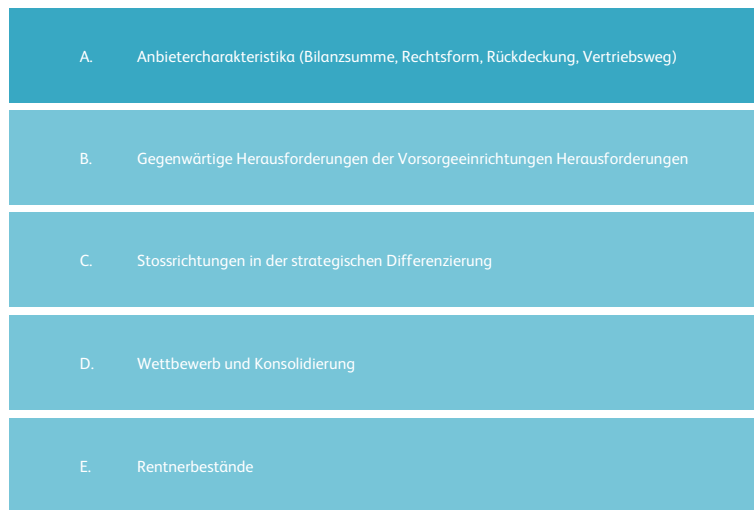 A. Anbietercharakteristika (Bilanzsumme, Rechtsform, Rückdeckung, Vertriebsweg)
B. Gegenwärtige Herausforderungen der Vorsorgeeinrichtungen Herausforderungen
C. Stossrichtungen in der strategischen Differenzierung
D. Wettbewerb und Konsolidierung
E. Rentnerbestände